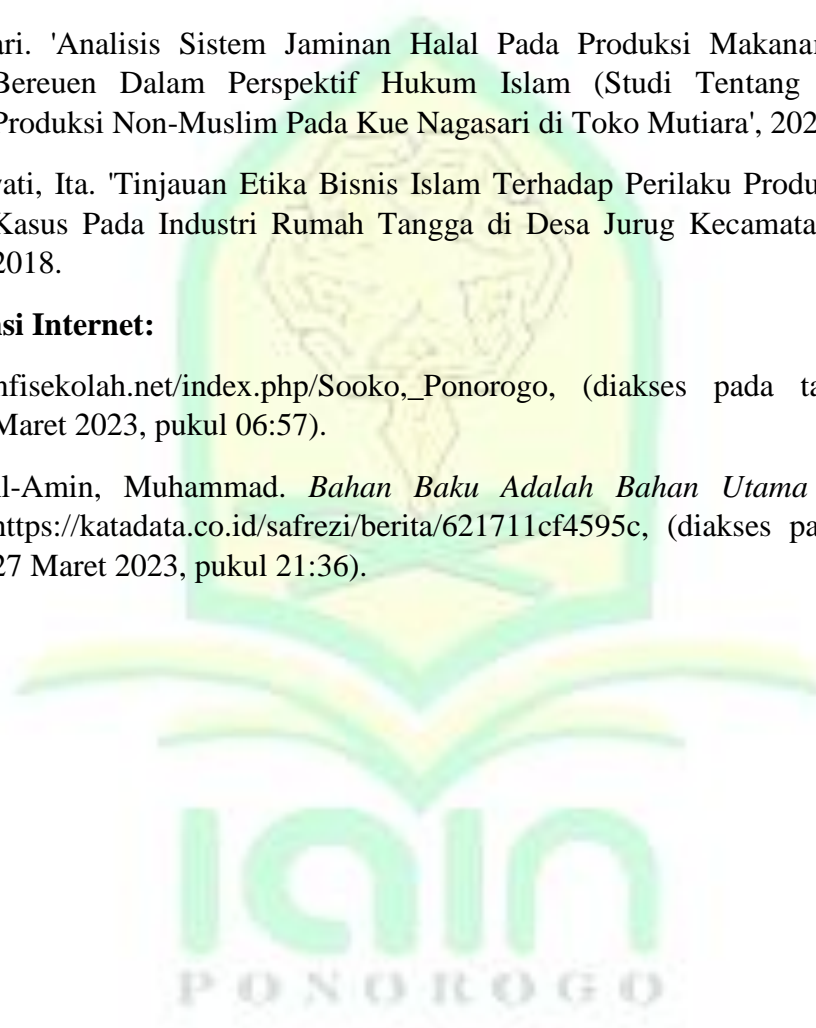 ari. 'Analisis Sistem Jaminan Halal Pada Produksi Makanan
Bereuen Dalam Perspektif Hukum Islam (Studi Tentang
Produksi Non-Muslim Pada Kue Nagasari di Toko Mutiara', 202
vati, Ita. 'Tinjauan Etika Bisnis Islam Terhadap Perilaku Produ
Kasus Pada Industri Rumah Tangga di Desa Jurug Kecamata
2018.
nsi Internet:
nfisekolah.net/index.php/Sooko,_Ponorogo, (diakses pada ta
Maret 2023, pukul 06:57).
l-Amin, Muhammad. Bahan Baku Adalah Bahan Utama
https://katadata.co.id/safrezi/berita/621711cf4595c, (diakses pa
27 Maret 2023, pukul 21:36).
iain
PONOROGO